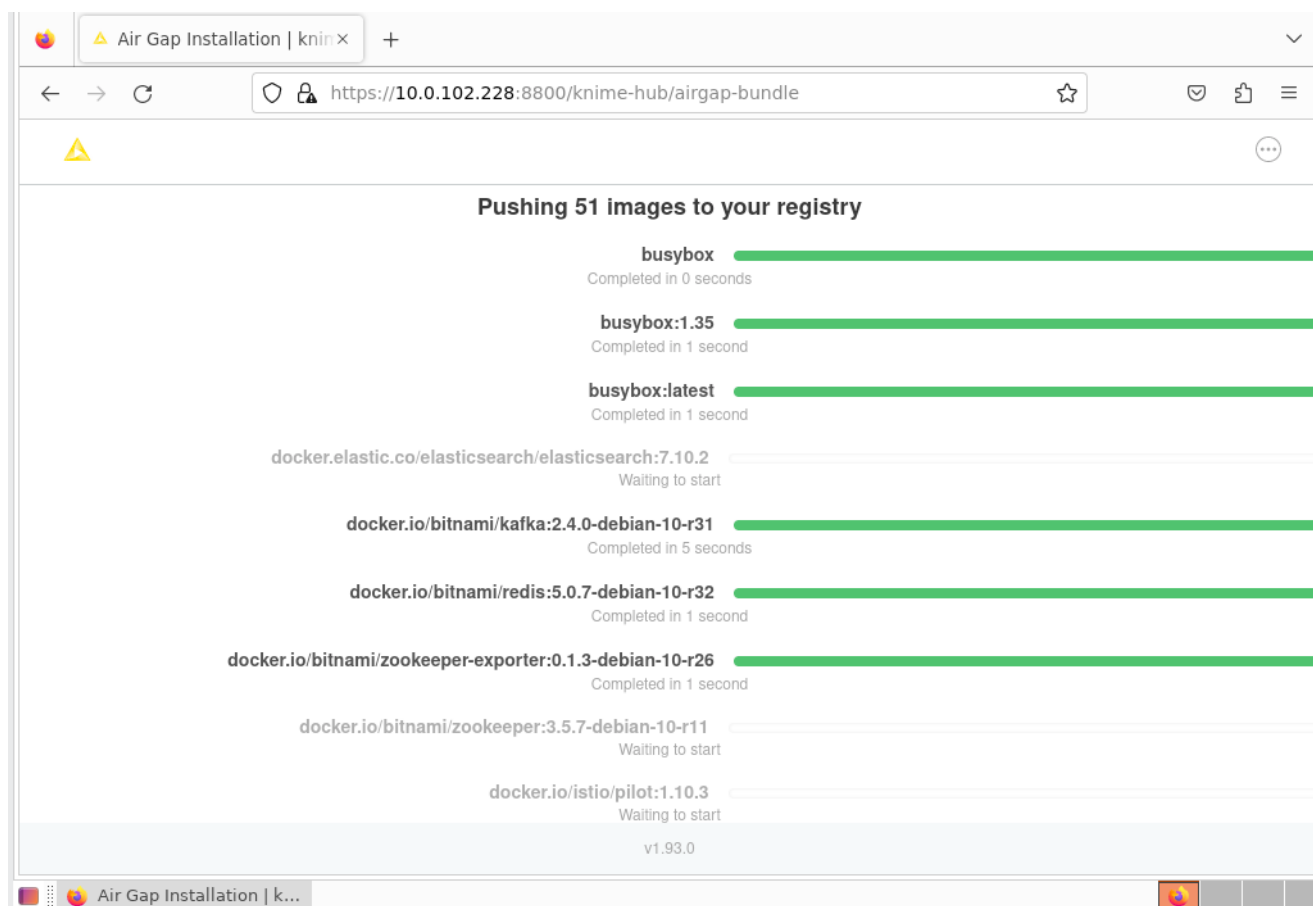 Air Gap Installation | knim
https://10.0.102.228:8800/knime-hub/airgap-bundle
Pushing 51 images to your registry
busybox
Completed in 0 seconds
busybox:1.35
Completed in 1 second
busybox:latest
Completed in 1 second
docker.elastic.co/elasticsearch/elasticsearch:7.10.2
Waiting to start
docker.io/bitnami/kafka:2.4.0-debian-10-r31
Completed in 5 seconds
docker.io/bitnami/redis:5.0.7-debian-10-r32
Completed in 1 second
docker.io/bitnami/zookeeper-exporter:0.1.3-debian-10-r26
Completed in 1 second
docker.io/bitnami/zookeeper:3.5.7-debian-10-r11
Waiting to start
docker.io/istio/pilot:1.10.3
Waiting to start
v1.93.0
Air Gap Installation | k...